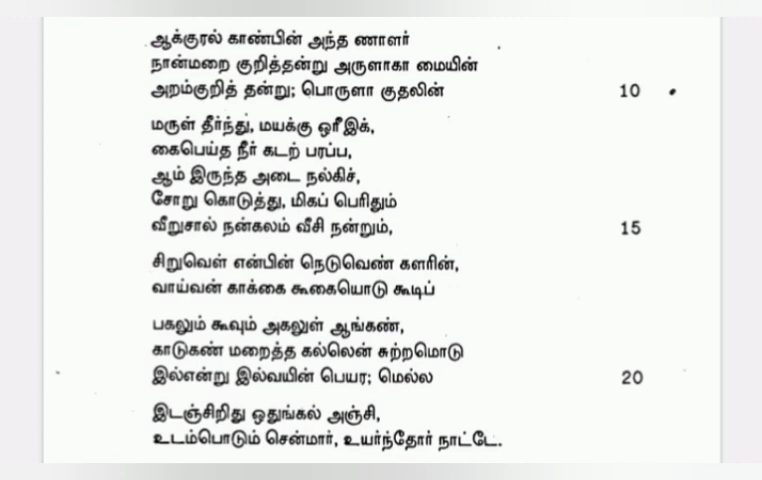 ஆக்குரல் காண்பின் அந்த ணாளர்
நான்மறை குறித்தன்று அருளாகா மையின்
அறம்குறித் தன்று; பொருளா குதலின் 10
மருள் தீர்ந்து, மயக்கு ஒரீஇக்,
கைபெய்த நீர் கடற் பரப்ப,
ஆம் இருந்த அடை நல்கிச்,
சோறு கொடுத்து, மிகப் பெரிதும்
வீறுசால் நன்கலம் வீசி நன்றும், 15
சிறுவெள் என்பின் நெடுவெண் களரின்,
வாய்வன் காக்கை கூகையொடு கூடிப்
பகலும் கூவும் அகலுள் ஆங்கண்,
காடுகண் மறைத்த கல்லென் சுற்றமொடு
இல்என்று இல்வயின் பெயர; மெல்ல 20
இடஞ்சிறிது ஒதுங்கல் அஞ்சி,
உடம்பொடும் சென்மார், உயர்ந்தோர் நாட்டே.